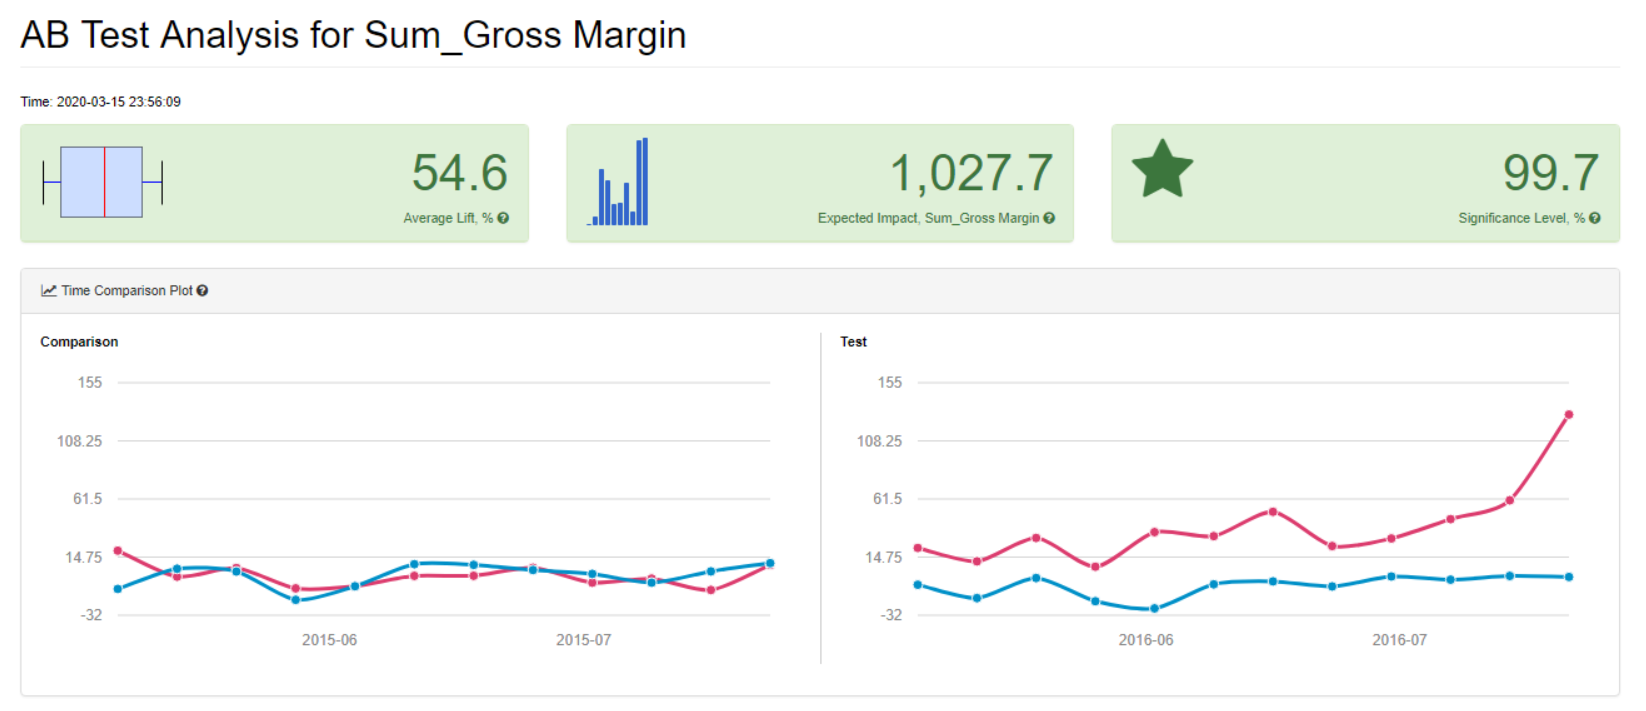 AB Test Analysis for Sum_Gross Margin
Time: 2020-03-15 23:56:09
54.6
Average Lift, %
1,027.7
Expected Impact, Sum_Gross Margin
99.7
Significance Level, %
Time Comparison Plot
Comparison
155
108.25
61.5
14.75
-32
2015-06 2015-07
Test
155
108.25
61.5
14.75
-32
2016-06 2016-07